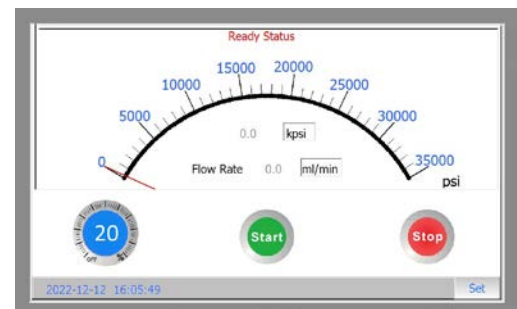 Ready Status
15000 20000
10000 25000
5000 30000
0.0 kpsi
0 35000
Flow Rate 0.0 ml/min
psi
20
Start
Stop
off
2022-12-12 16:05:49
Set